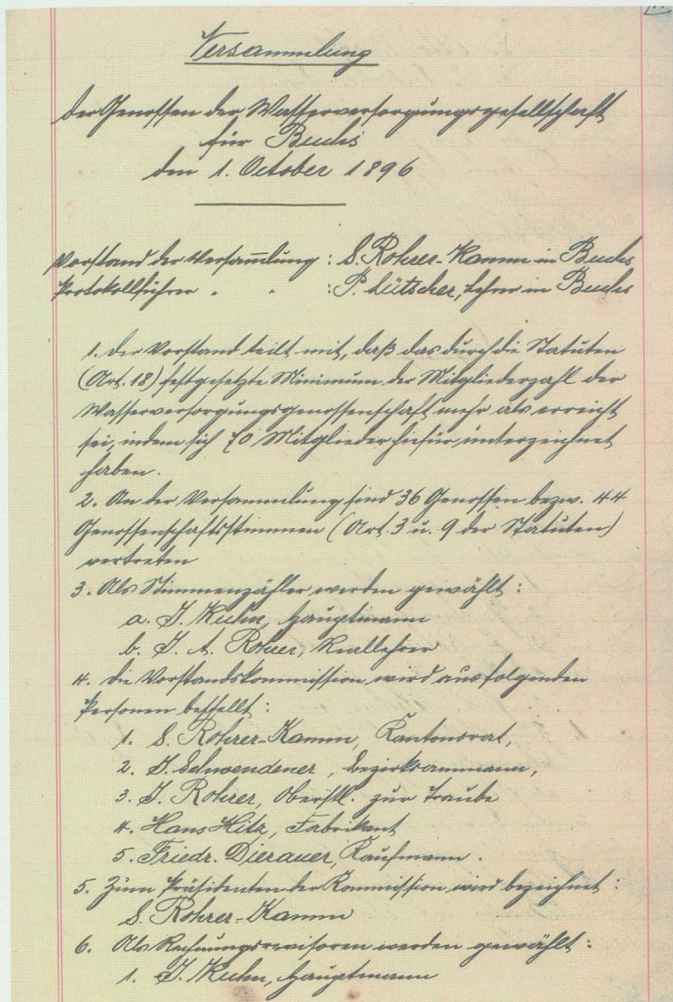 Versammlung
der Genossen der Wasserversorgungsgesellschaft
für Buchs
den 1. October 1896
Vorstand der Versam̄lung: S. Rohrer-Kamm in Buchs
Protokollführer " " : P. Lütscher, Lehrer in Buchs
1. Der Vorstand teilt mit, daß das durch die Statuten
(Art. 18) festgesetzte Minimum der Mitgliederzahl der
Wasserversorgungsgenossenschaft mehr als erreicht
sei, indem sich 70 Mitglieder hiefür unterzeichnet
haben.
2. An der Versammlung sind 36 Genossen bezw. 44
Genossenschaftsstimmen (Art. 3 u. 9 der Statuten)
vertreten
3. Als Stimmenzähler werden gewählt:
a. J. Kuhn, Hauptmann
b. J. A. Rohrer, Reallehrer
4. Die Vorstandskommission wird aus folgenden
Personen bestellt:
1. S. Rohrer-Kamm, Kantonsrat,
2. J. Schwendener, Bezirksammann,
3. J. Rohrer, Oberstl. zur Traube
4. Hans Hilty, Fabrikant
5. Friedr. Dierauer, Kaufmann.
5. Zum Präsidenten der Kommission wird bezeichnet:
S. Rohrer-Kamm
6. Als Rechnungsrevisoren werden gewählt:
1. J. Kuhn, Hauptmann